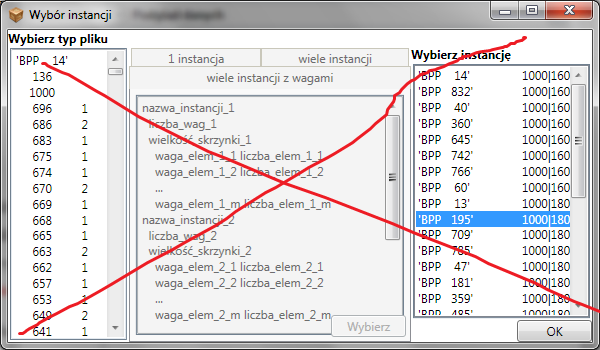 Wybór instancji
Wybierz typ pliku
'BPP 14'
136
1000
696 1
686 2
683 1
675 1
674 1
670 2
669 1
668 1
665 1
663 2
662 1
657 1
653 1
649 2
641 1
1 instancja
wiele instancji
wiele instancji z wagami
nazwa_instancji_1
liczba_wag_1
wielkość_skrzynki_1
waga_elem_1_1 liczba_elem_1_1
waga_elem_1_2 liczba_elem_1_2
...
waga_elem_1_m liczba_elem_1_m
nazwa_instancji_2
liczba_wag_2
wielkość_skrzynki_2
waga_elem_2_1 liczba_elem_2_1
waga_elem_2_2 liczba_elem_2_2
...
waga_elem_2_m liczba_elem_2_m
Wybierz
Wybierz instancję
'BPP 14' 1000|160
'BPP 832' 1000|160
'BPP 40' 1000|160
'BPP 360' 1000|160
'BPP 645' 1000|160
'BPP 742' 1000|160
'BPP 766' 1000|160
'BPP 60' 1000|160
'BPP 13' 1000|180
'BPP 195' 1000|180
'BPP 709' 1000|180
'BPP 785' 1000|180
'BPP 47' 1000|180
'BPP 181' 1000|180
'BPP 359' 1000|180
'BPP 485' 1000|180
OK